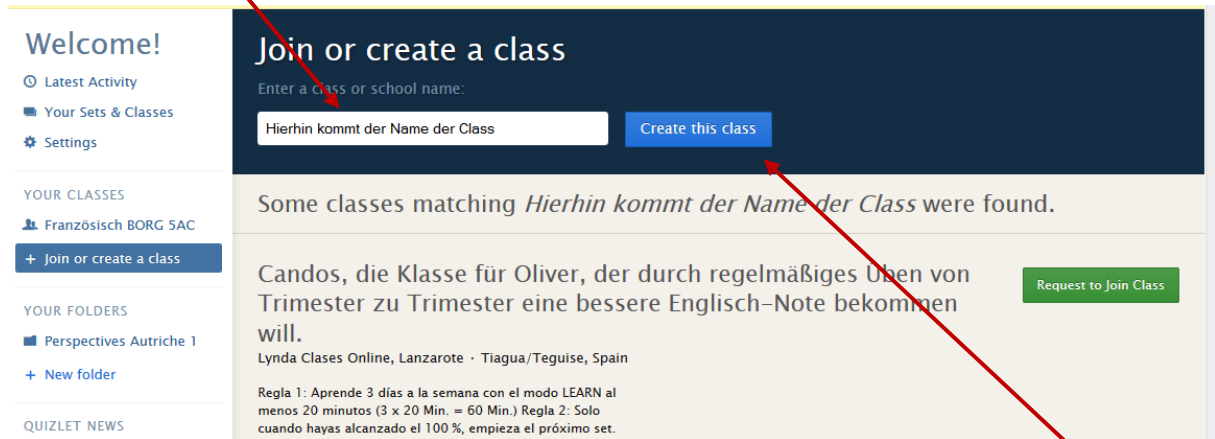 Welcome!
Latest Activity
Your Sets & Classes
Settings
YOUR CLASSES
Französisch BORG 5AC
+ Join or create a class
YOUR FOLDERS
Perspectives Autriche 1
+ New folder
QUIZLET NEWS
Join or create a class
Enter a class or school name:
Hierhin kommt der Name der Class
Create this class
Some classes matching Hierhin kommt der Name der Class were found.
Candos, die Klasse für Oliver, der durch regelmäßiges Üben von
Trimester zu Trimester eine bessere Englisch-Note bekommen
will.
Request to Join Class
Lynda Clases Online, Lanzarote · Tiagua/Teguise, Spain
Regla 1: Aprende 3 días a la semana con el modo LEARN al
menos 20 minutos (3 x 20 Min. = 60 Min.) Regla 2: Solo
cuando hayas alcanzado el 100 %, empieza el próximo set.